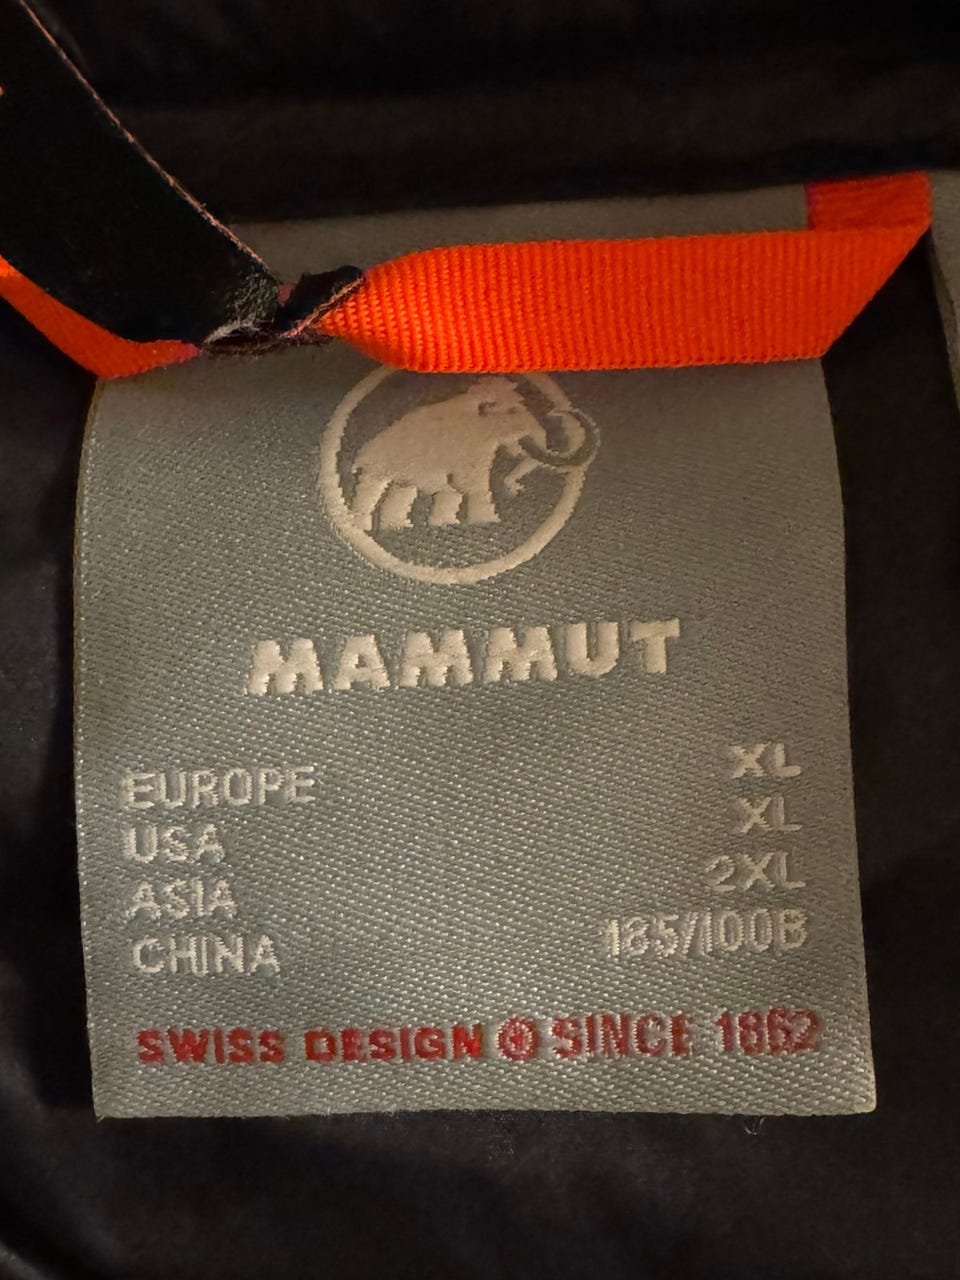 MAMMUT
EUROPE XL
USA XL
ASIA 2XL
CHINA 185/100B
SWISS DESIGN SINCE 1862